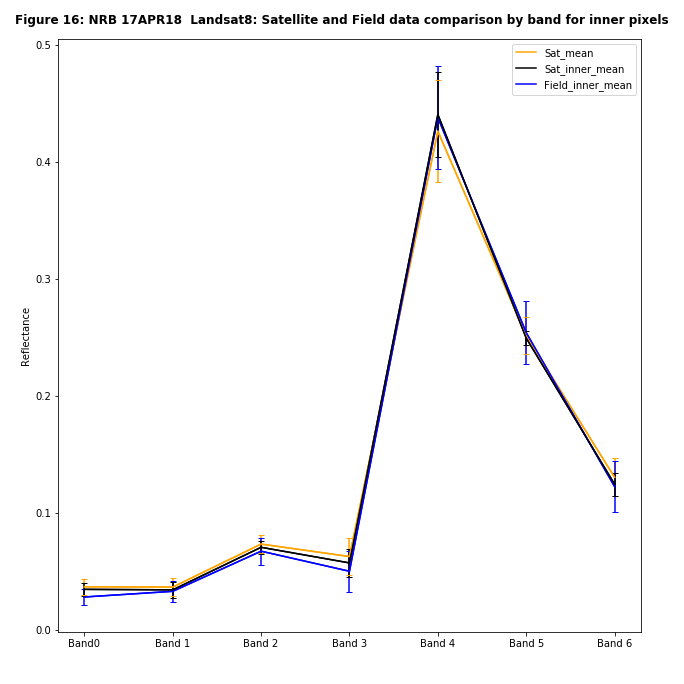 Figure 16: NRB 17APR18  Landsat8: Satellite and Field data comparison by band for inner pixels
Sat_mean
Sat_inner_mean
Field_inner_mean
0.5
0.4
0.3
0.2
0.1
0.0
Reflectance
Band0 Band 1 Band 2 Band 3 Band 4 Band 5 Band 6